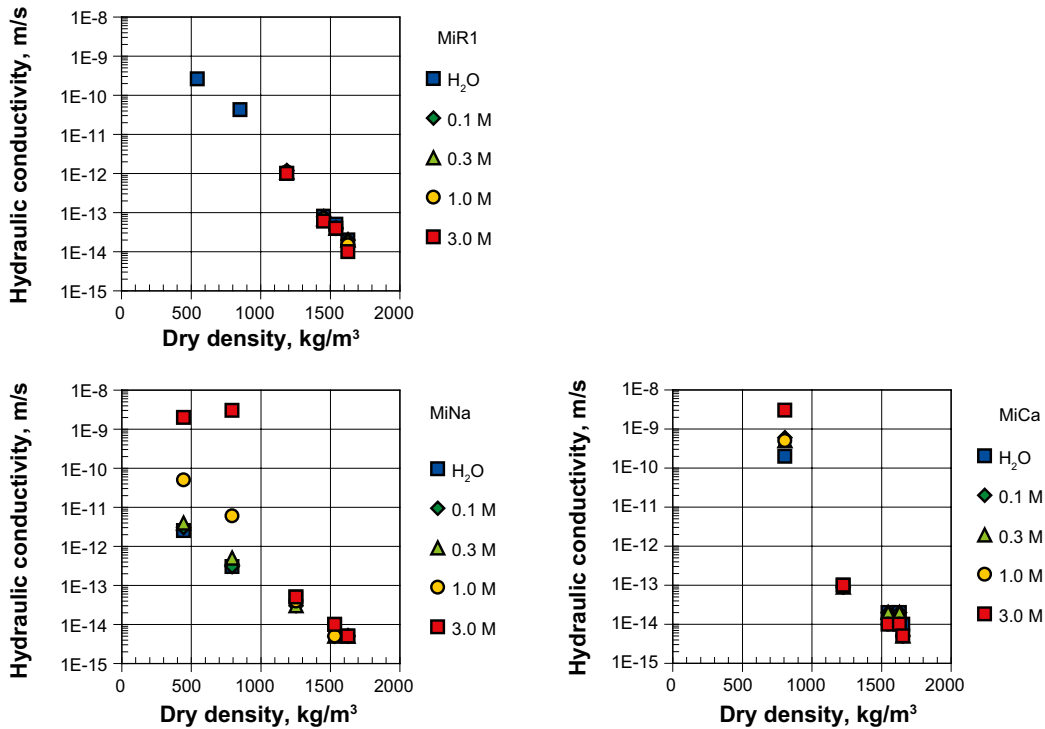 Hydraulic conductivity, m/s
1E-8
1E-9
1E-10
1E-11
1E-12
1E-13
1E-14
1E-15
0 500 1000 1500 2000
Dry density, kg/m³
MiR1
H₂O
0.1 M
0.3 M
1.0 M
3.0 M
Hydraulic conductivity, m/s
1E-8
1E-9
1E-10
1E-11
1E-12
1E-13
1E-14
1E-15
0 500 1000 1500 2000
Dry density, kg/m³
MiNa
H₂O
0.1 M
0.3 M
1.0 M
3.0 M
Hydraulic conductivity, m/s
1E-8
1E-9
1E-10
1E-11
1E-12
1E-13
1E-14
1E-15
0 500 1000 1500 2000
Dry density, kg/m³
MiCa
H₂O
0.1 M
0.3 M
1.0 M
3.0 M